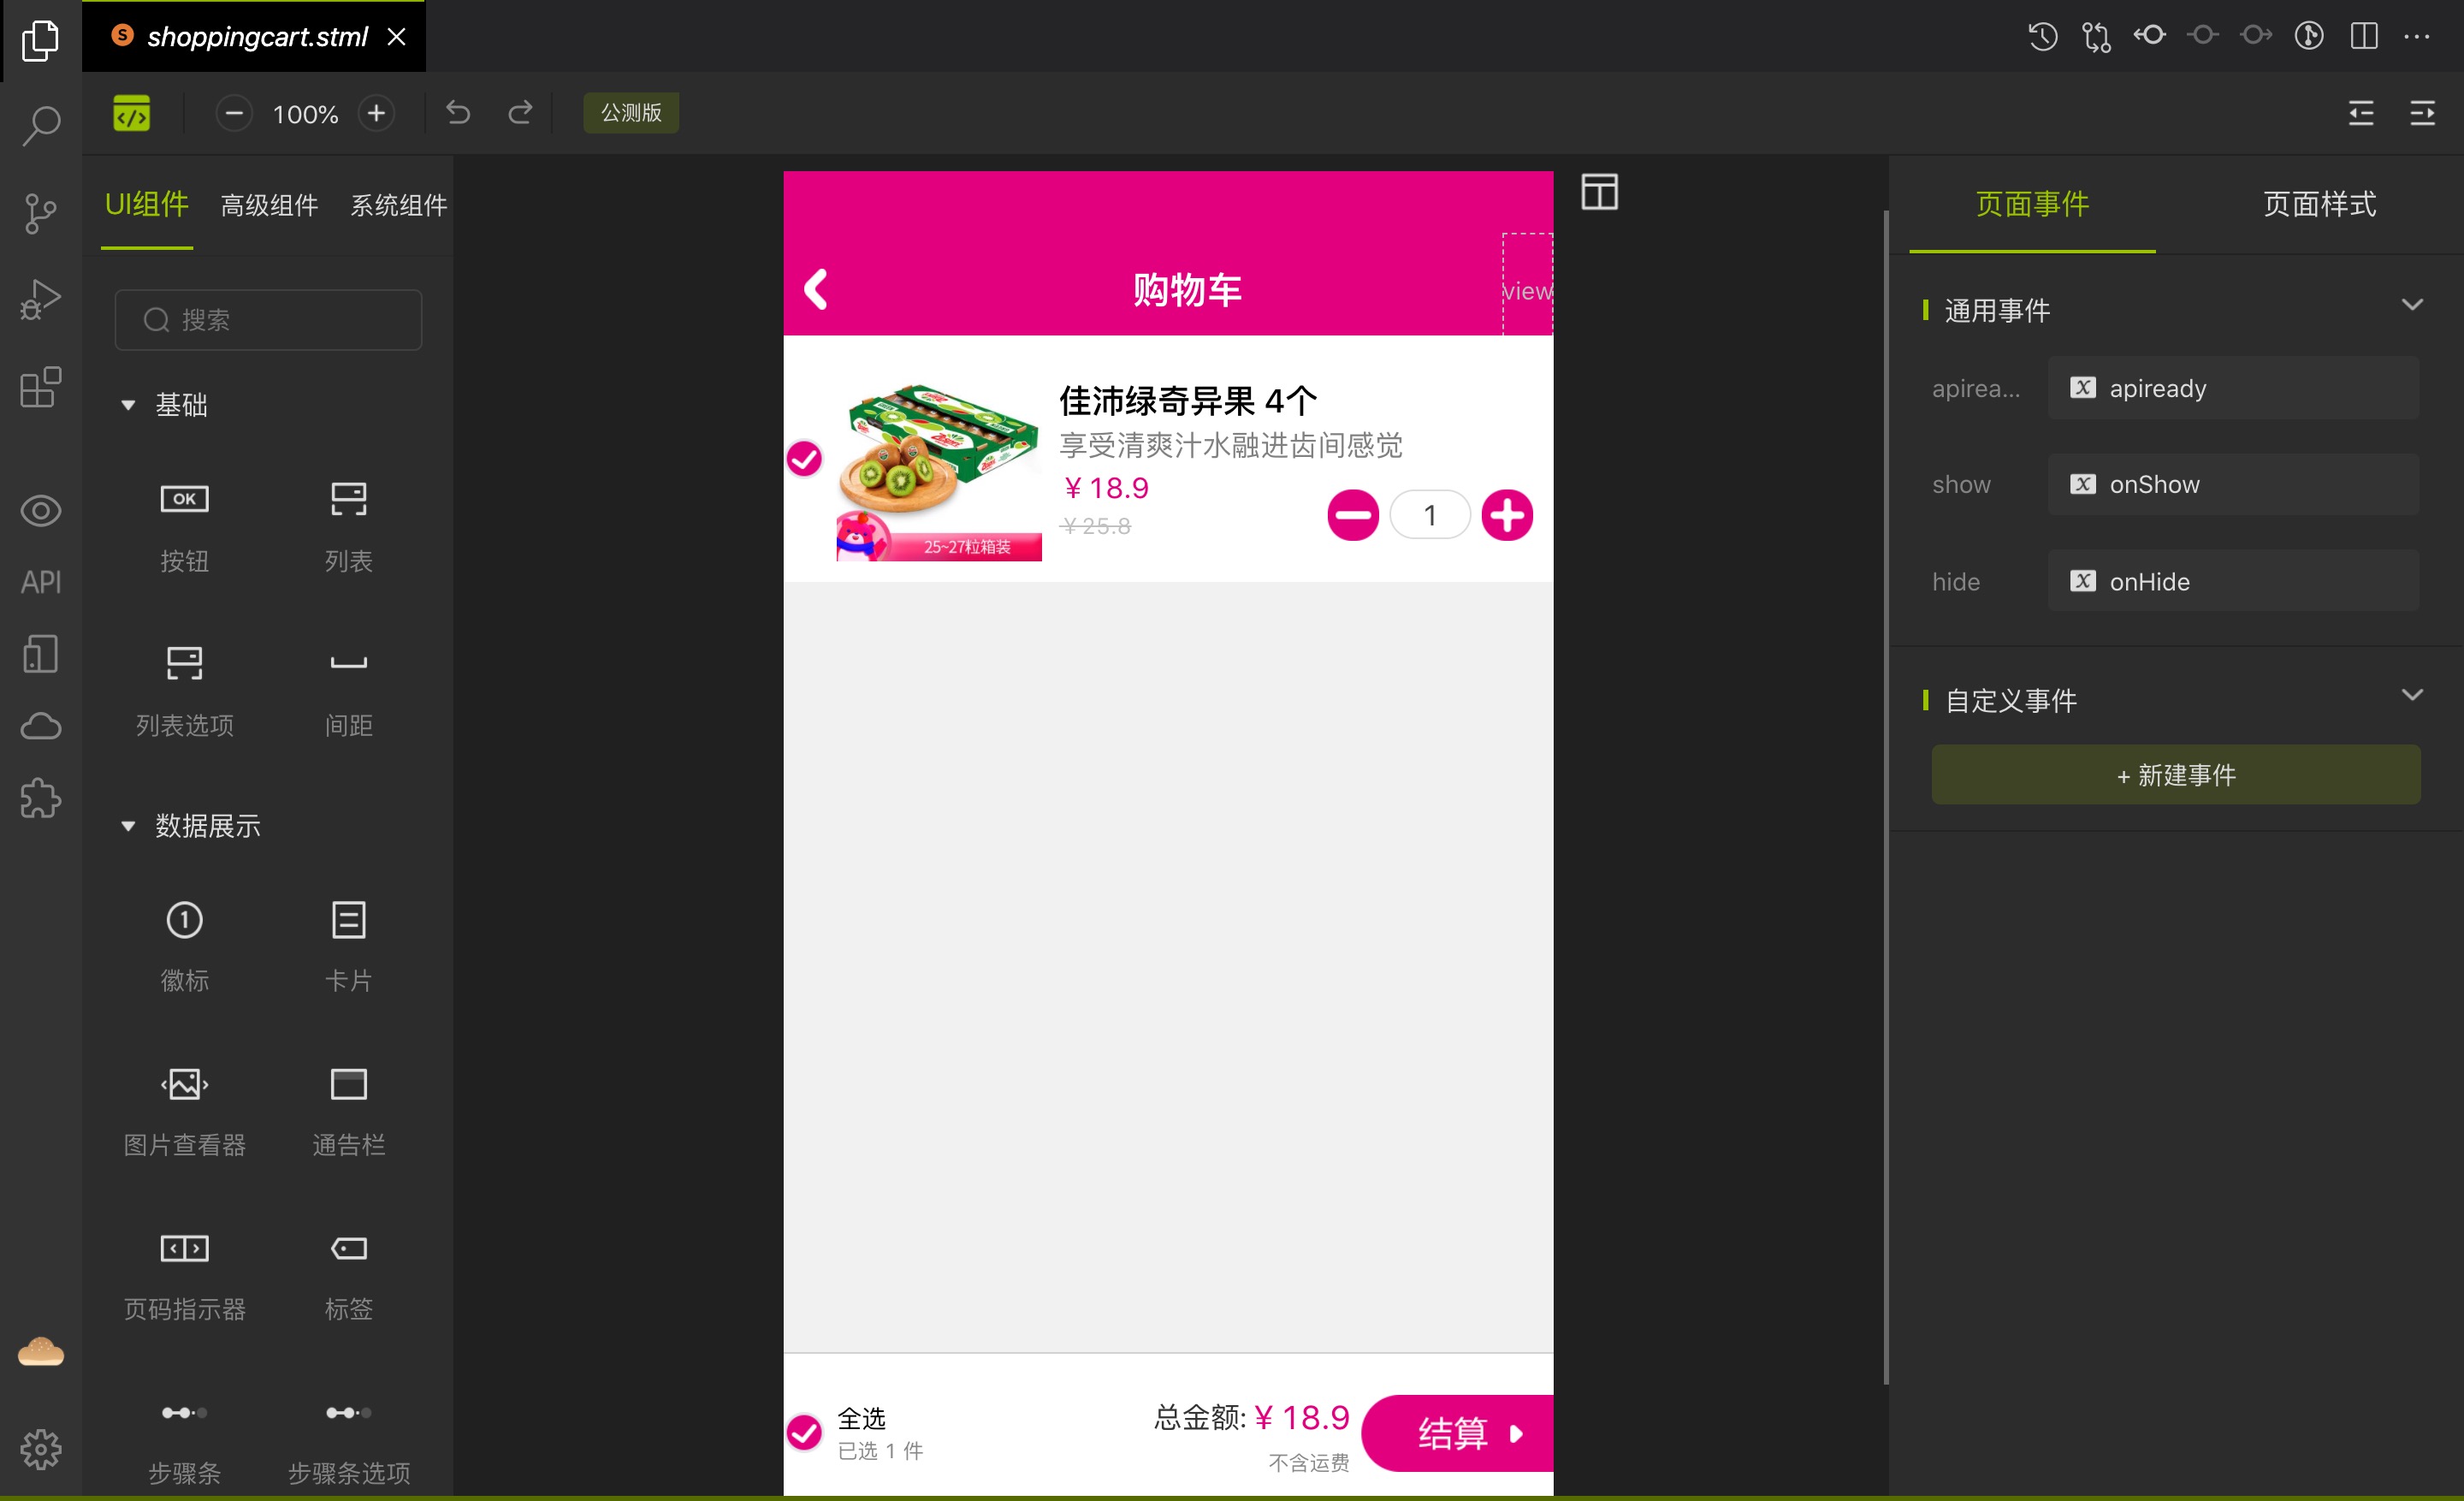 S shoppingcart.stml
100%
公测版
UI组件 高级组件 系统组件
搜索
基础
OK
按钮 列表
列表选项 间距
数据展示
1
徽标 卡片
图片查看器 通告栏
页码指示器 标签
步骤条 步骤条选项
API
购物车
view
佳沛绿奇异果 4个
享受清爽汁水融进齿间感觉
¥ 18.9
¥ 25.8
1
25~27粒箱装
全选
已选 1 件
总金额: ¥ 18.9
不含运费
结算
页面事件 页面样式
通用事件
apirea... apiready
show onShow
hide onHide
自定义事件
+ 新建事件